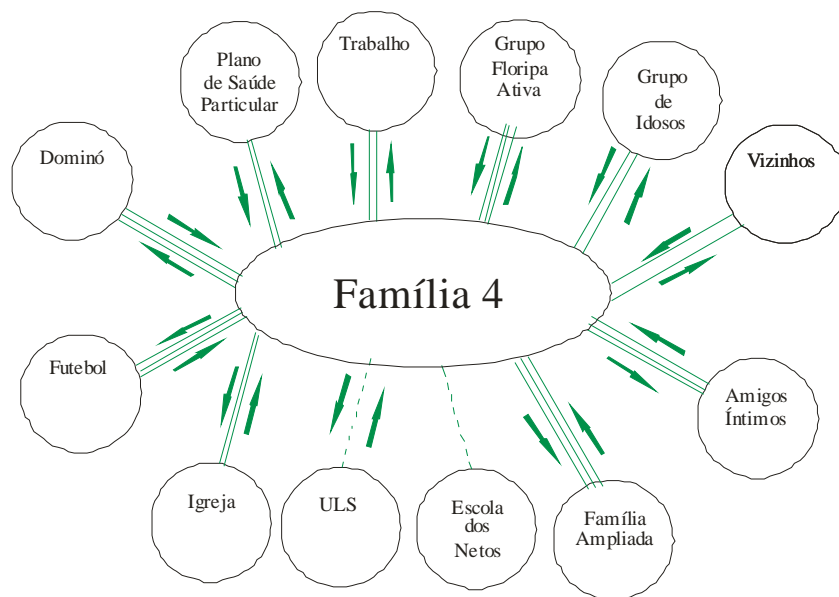 Plano
de Saúde
Particular
Trabalho
Grupo
Floripa
Ativa
Grupo
de
Idosos
Vizinhos
Dominó
Família 4
Futebol
Amigos
Íntimos
Igreja
ULS
Escola
dos
Netos
Família
Ampliada